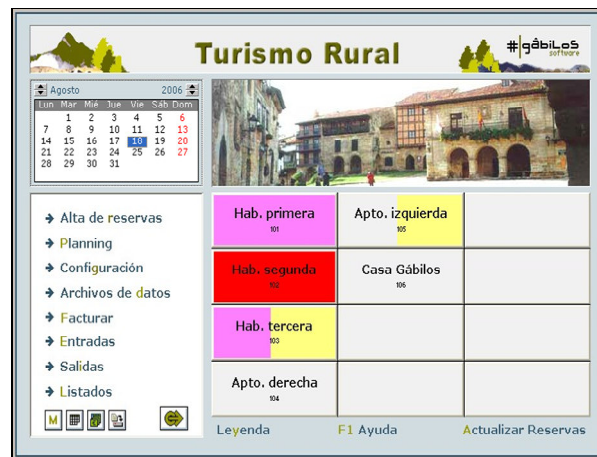 Turismo Rural
#gábiLoS
software
Agosto 2006
Lun Mar Mié Jue Vie Sáb Dom
1 2 3 4 5 6
7 8 9 10 11 12 13
14 15 16 17 18 19 20
21 22 23 24 25 26 27
28 29 30 31
Alta de reservas
Planning
Configuración
Archivos de datos
Facturar
Entradas
Salidas
Listados
M
Hab. primera
101
Apto. izquierda
105
Hab. segunda
102
Casa Gábilos
106
Hab. tercera
103
Apto. derecha
104
Leyenda
F1 Ayuda
Actualizar Reservas